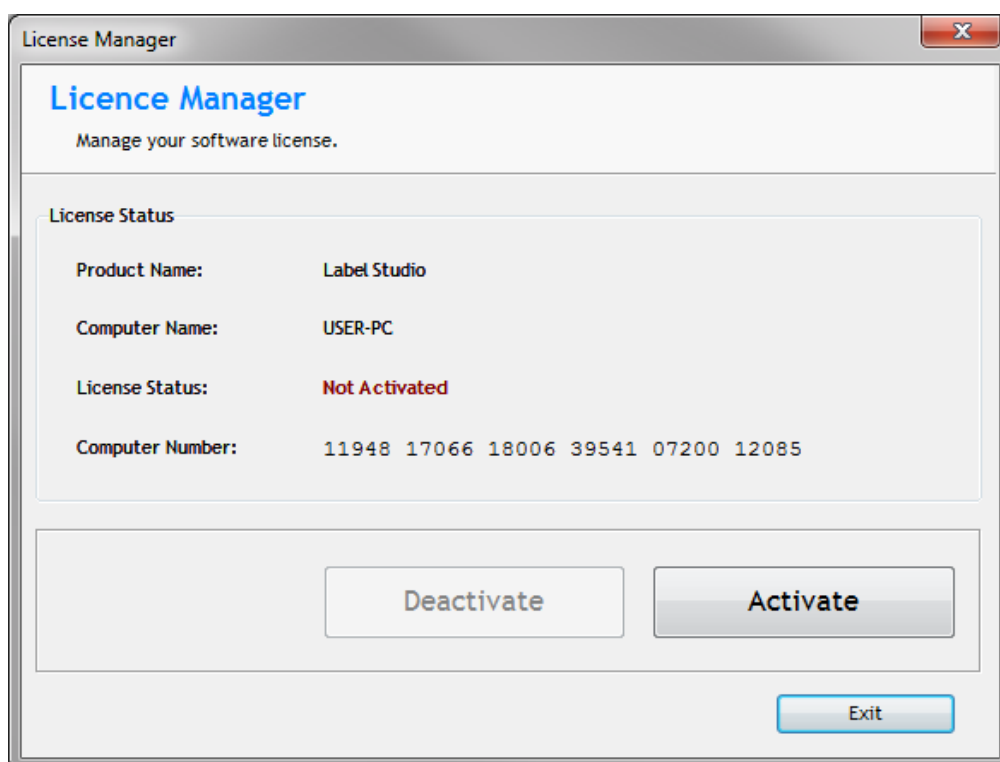 License Manager
Licence Manager
Manage your software license.
License Status
Product Name: Label Studio
Computer Name: USER-PC
License Status: Not Activated
Computer Number: 11948 17066 18006 39541 07200 12085
Deactivate Activate
Exit